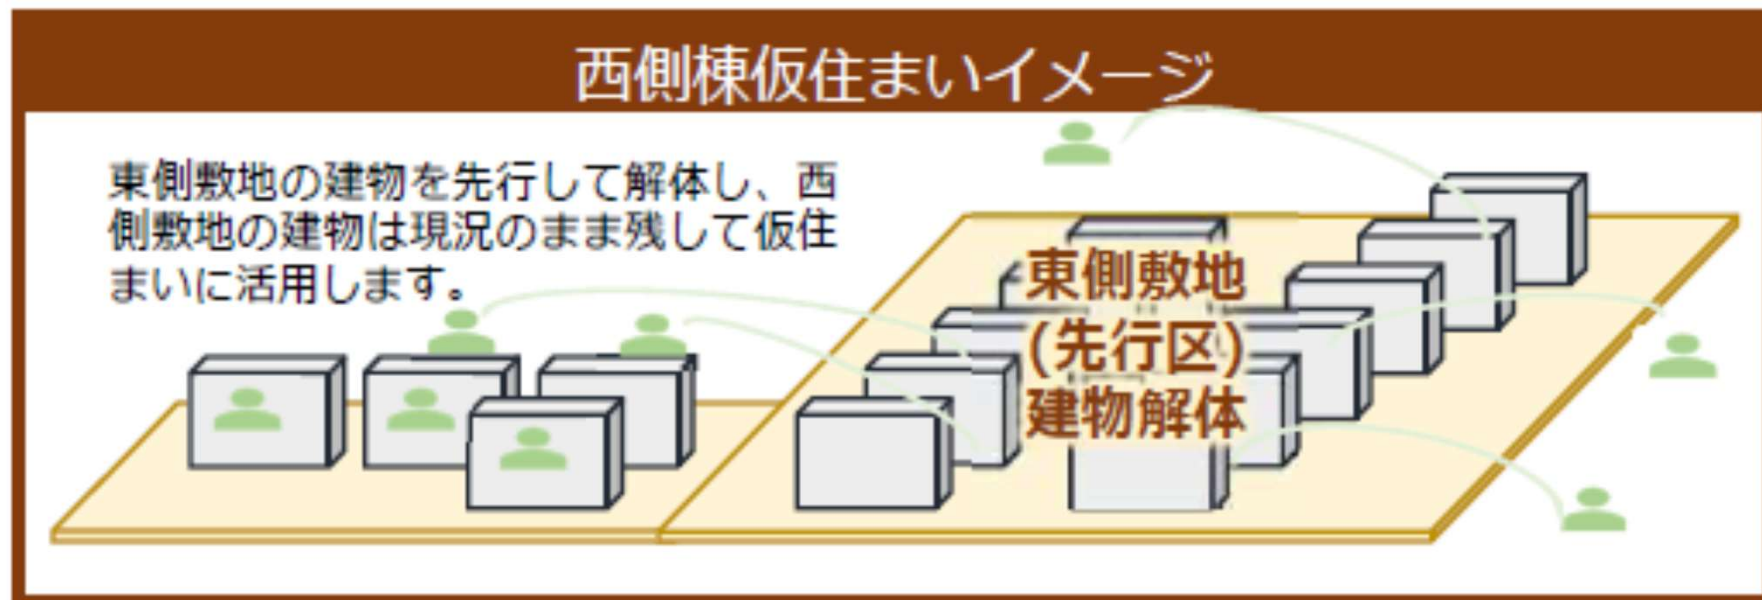 西側棟仮住まいイメージ
東側敷地の建物を先行して解体し、西
側敷地の建物は現況のまま残して仮住
まいに活用します。
東側敷地
(先行区)
建物解体